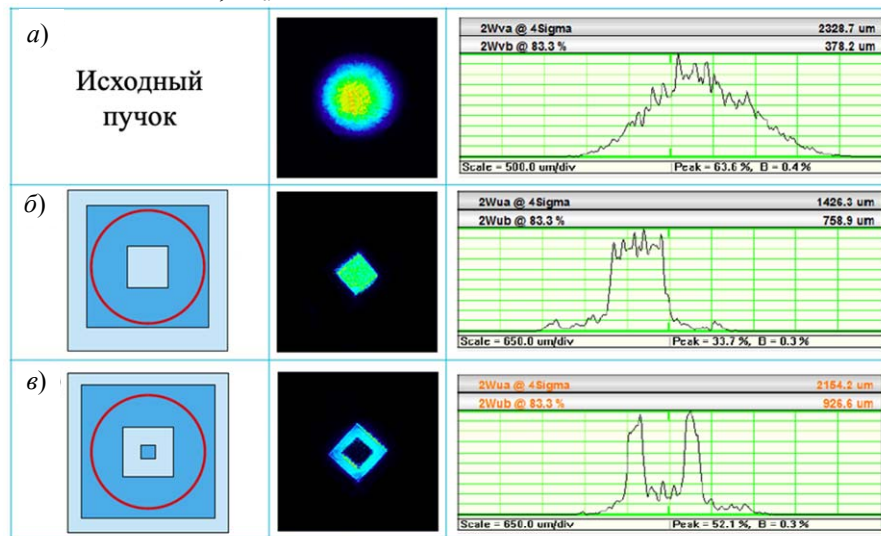 а)
Исходный
пучок
2Wva @ 4Sigma 2328.7 um
2Wvb @ 83.3 % 378.2 um
Scale = 500.0 um/div Peak = 63.6 %, B = 0.4 %
б)
2Wua @ 4Sigma 1426.3 um
2Wub @ 83.3 % 758.9 um
Scale = 650.0 um/div Peak = 33.7 %, B = 0.3 %
в)
2Wua @ 4Sigma 2154.2 um
2Wub @ 83.3 % 926.6 um
Scale = 650.0 um/div Peak = 52.1 %, B = 0.3 %